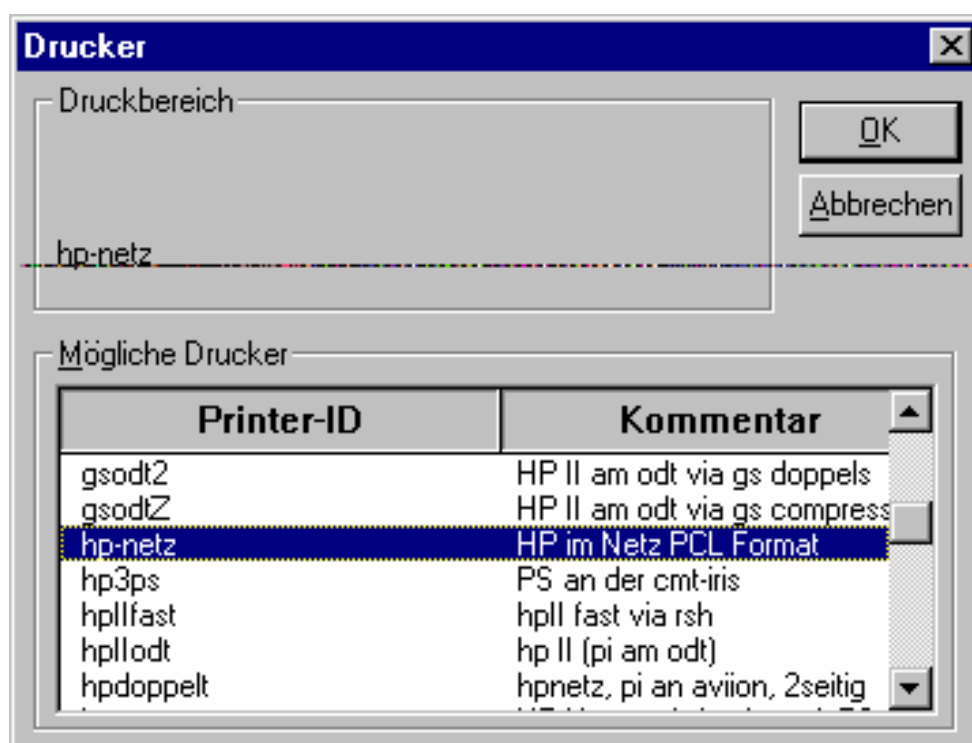 Drucker
Druckbereich
OK
Abbrechen
hp-netz
Mögliche Drucker
Printer-ID Kommentar
gsodt2 HP II am odt via gs doppels
gsodtZ HP II am odt via gs compress
hp-netz HP im Netz PCL Format
hp3ps PS an der cmt-iris
hpIIfast hpII fast via rsh
hpIIodt hp II (pi am odt)
hpdoppelt hpnetz, pi an aviion, 2seitig